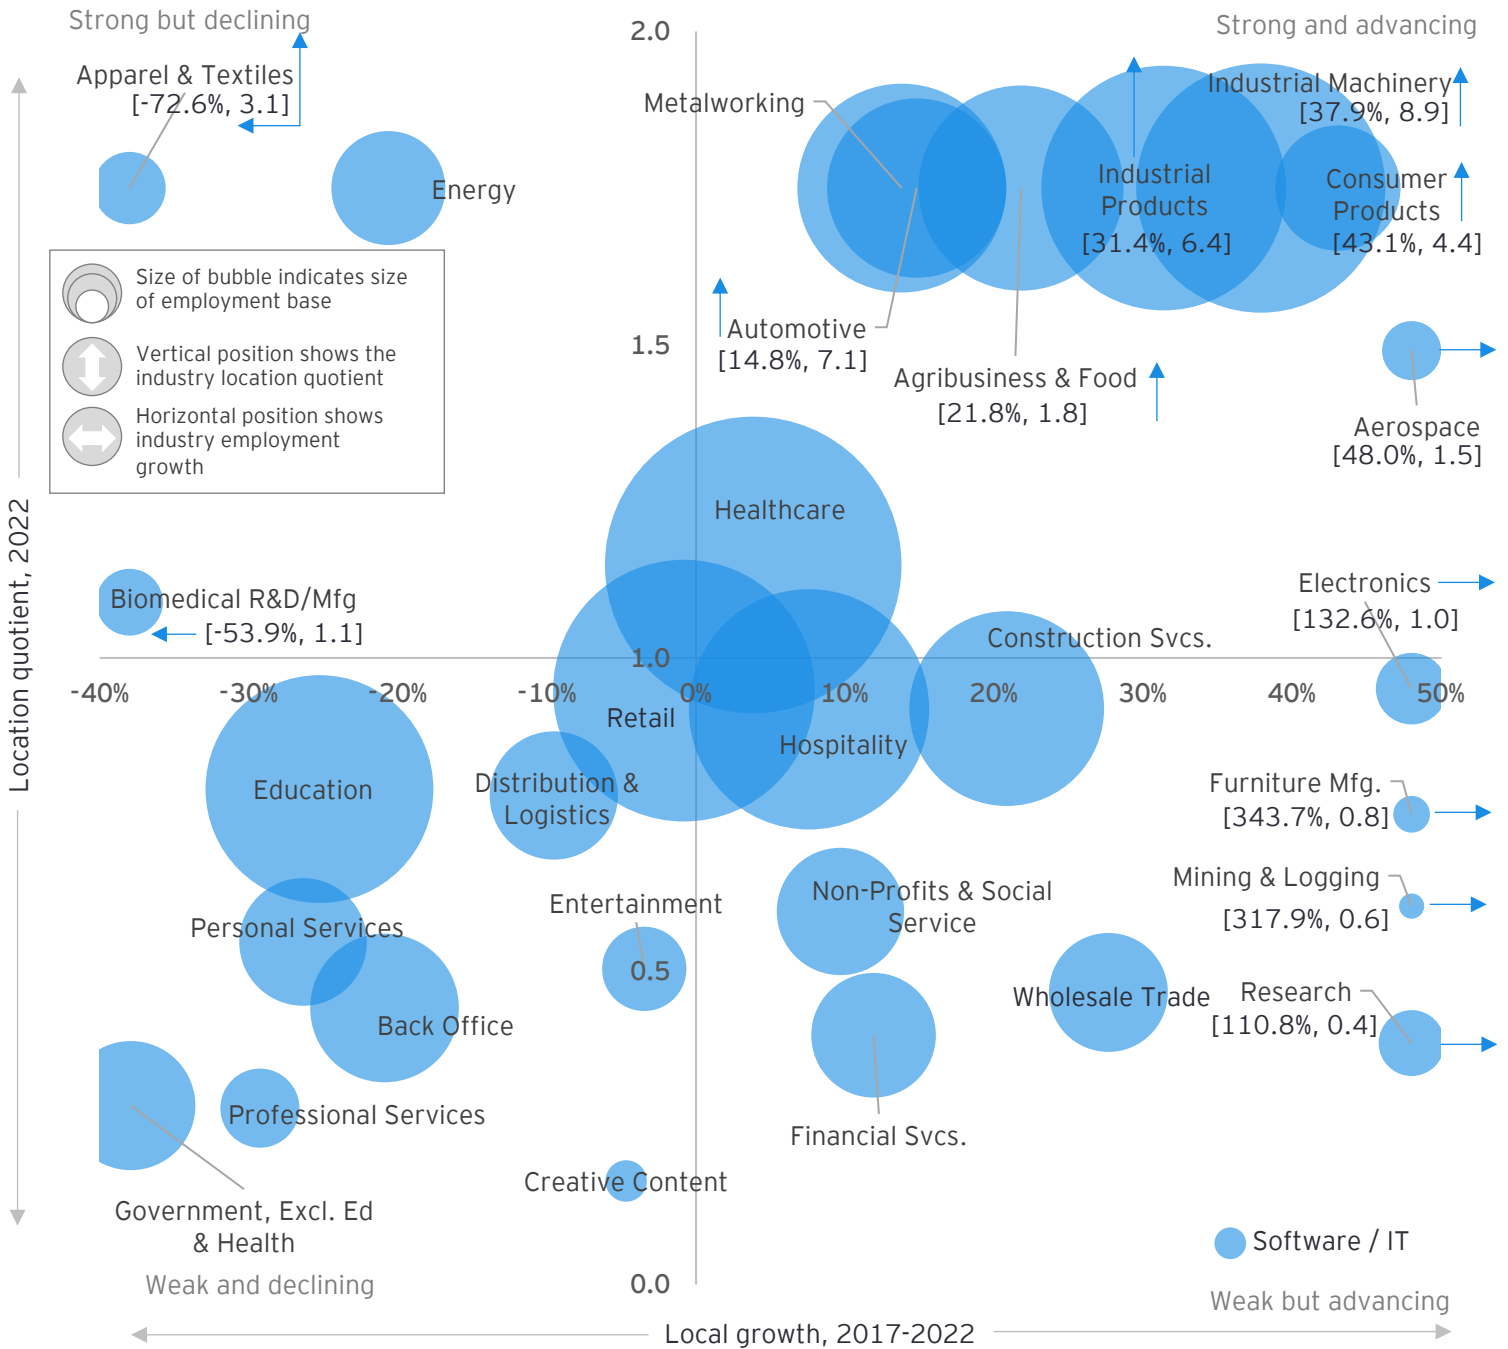 Strong but declining
Strong and advancing
2.0
Apparel & Textiles
[-72.6%, 3.1]
Metalworking
Industrial Machinery
[37.9%, 8.9]
Energy
Industrial
Products
[31.4%, 6.4]
Consumer
Products
[43.1%, 4.4]
Size of bubble indicates size
of employment base
Vertical position shows the
industry location quotient
Horizontal position shows
industry employment
growth
1.5
Automotive
[14.8%, 7.1]
Agribusiness & Food
[21.8%, 1.8]
Aerospace
[48.0%, 1.5]
Healthcare
Location quotient, 2022
Biomedical R&D/Mfg
[-53.9%, 1.1]
Electronics
[132.6%, 1.0]
Construction Svcs.
1.0
-40%
-30%
-20%
-10%
0%
10%
20%
30%
40%
50%
Retail
Hospitality
Education
Distribution &
Logistics
Furniture Mfg.
[343.7%, 0.8]
Mining & Logging
[317.9%, 0.6]
Personal Services
Entertainment
Non-Profits & Social
Service
0.5
Back Office
Wholesale Trade
Research
[110.8%, 0.4]
Professional Services
Financial Svcs.
Creative Content
Government, Excl. Ed
& Health
Software / IT
Weak and declining
0.0
Weak but advancing
Local growth, 2017-2022